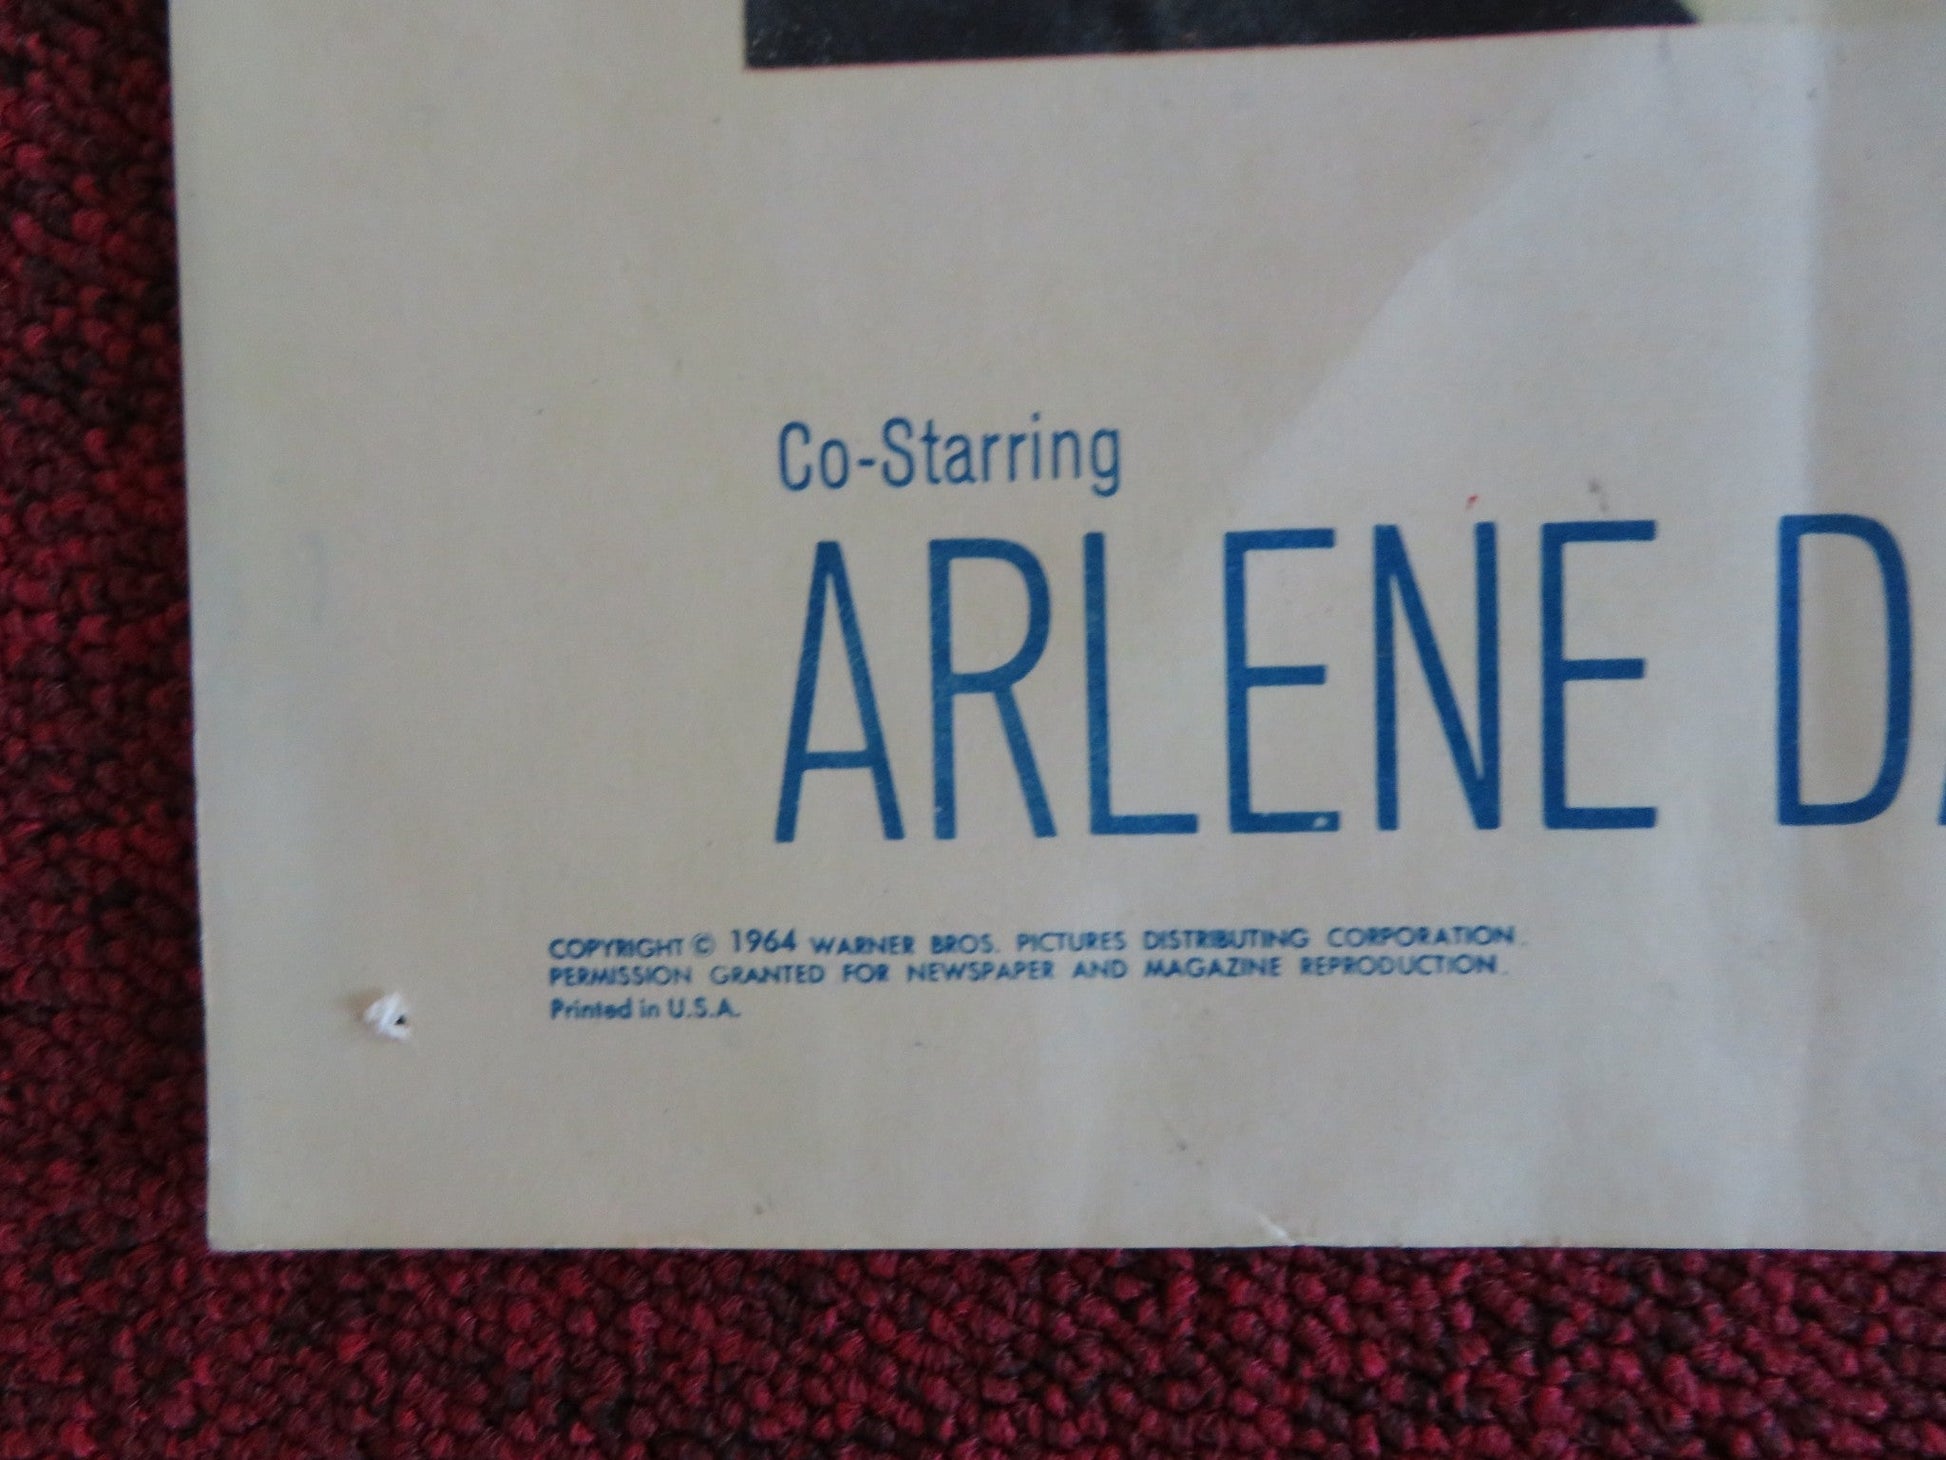 Co-Starring
ARLENE DA
COPYRIGHT © 1964 WARNER BROS. PICTURES DISTRIBUTING CORPORATION.
PERMISSION GRANTED FOR NEWSPAPER AND MAGAZINE REPRODUCTION.
Printed in U.S.A.